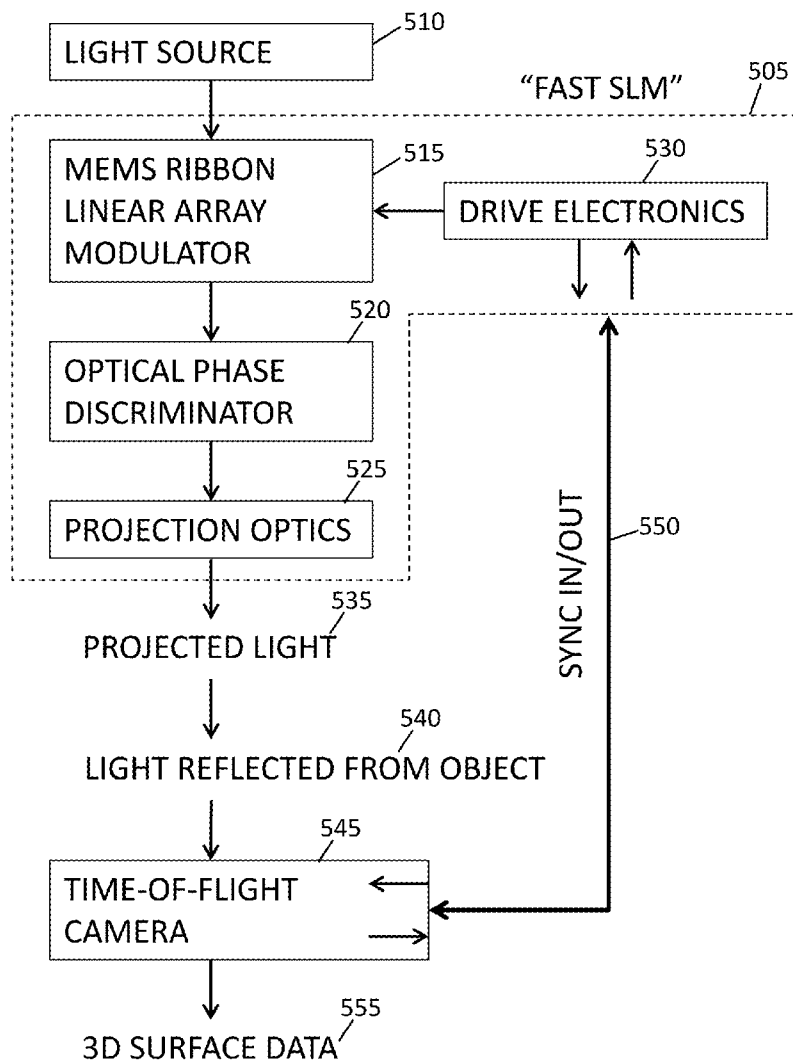 510
LIGHT SOURCE
"FAST SLM"
505
515
530
MEMS RIBBON
LINEAR ARRAY
MODULATOR
DRIVE ELECTRONICS
520
OPTICAL PHASE
DISCRIMINATOR
525
PROJECTION OPTICS
SYNC IN/OUT
550
535
PROJECTED LIGHT
540
LIGHT REFLECTED FROM OBJECT
545
TIME-OF-FLIGHT
CAMERA
555
3D SURFACE DATA